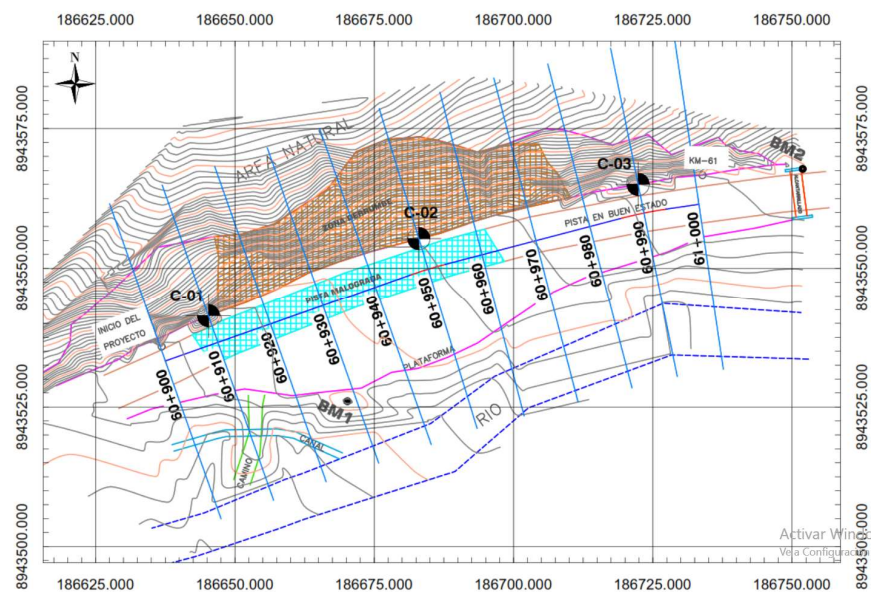 186625.000 186650.000 186675.000 186700.000 186725.000 186750.000
N
8943575.000
8943575.000
AREA NATURAL
BM2
C-03
KM-61
ZONA DERRUMBE
C-02
PISTA EN BUEN ESTADO
8943550.000
8943550.000
C-01
PISTA MALOGRADA
INICIO DEL
PROYECTO
60+900
60+910
60+920
60+930
60+940
60+950
60+960
60+970
60+980
60+990
61+000
PLATAFORMA
8943525.000
8943525.000
BM1
RIO
CANAL
CAMINO
8943500.000
8943500.000
Activar Windo
Ve a Configuración
186625.000 186650.000 186675.000 186700.000 186725.000 186750.000